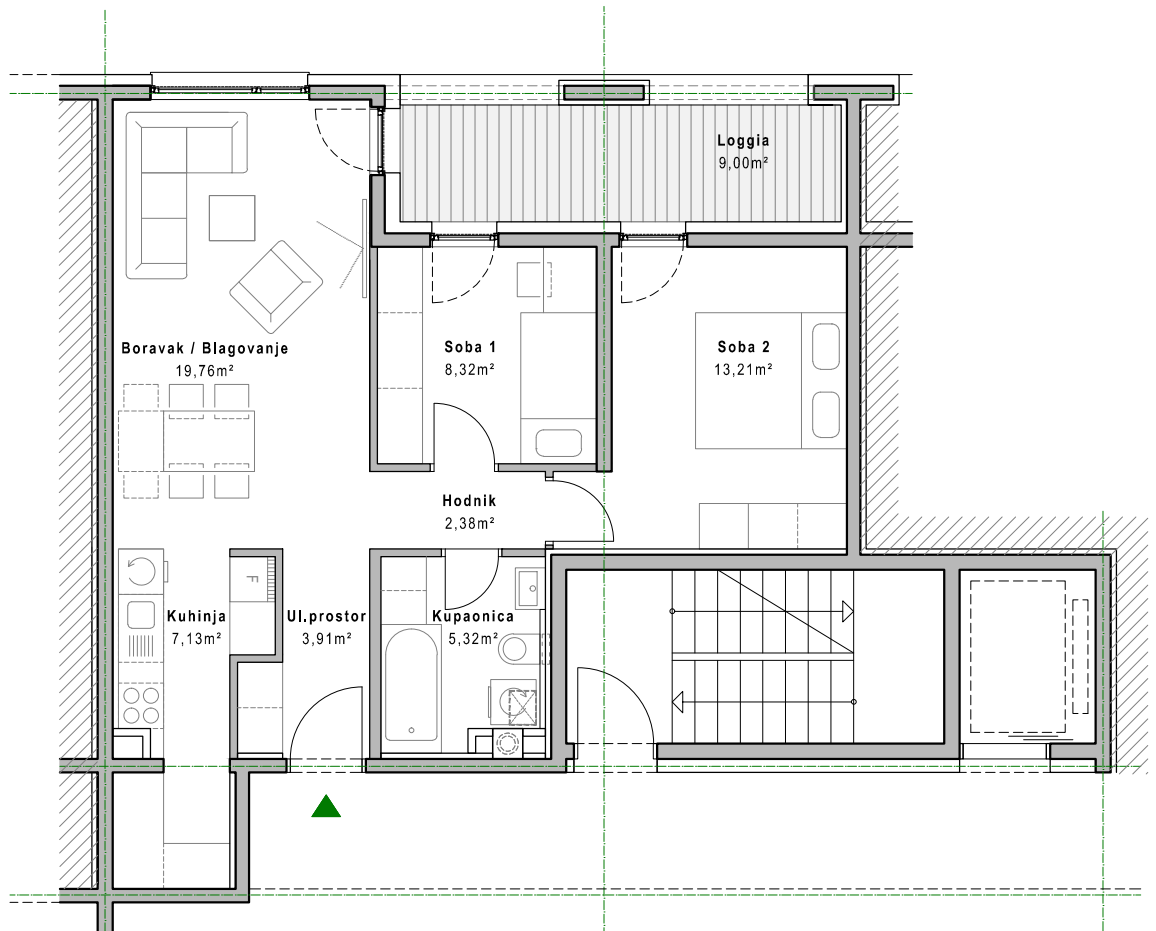 Loggia
9,00m²
Boravak / Blagovanje
19,76m²
Soba 1
8,32m²
Soba 2
13,21m²
Hodnik
2,38m²
F
Kuhinja
7,13m²
Ul.prostor
3,91m²
Kupaonica
5,32m²